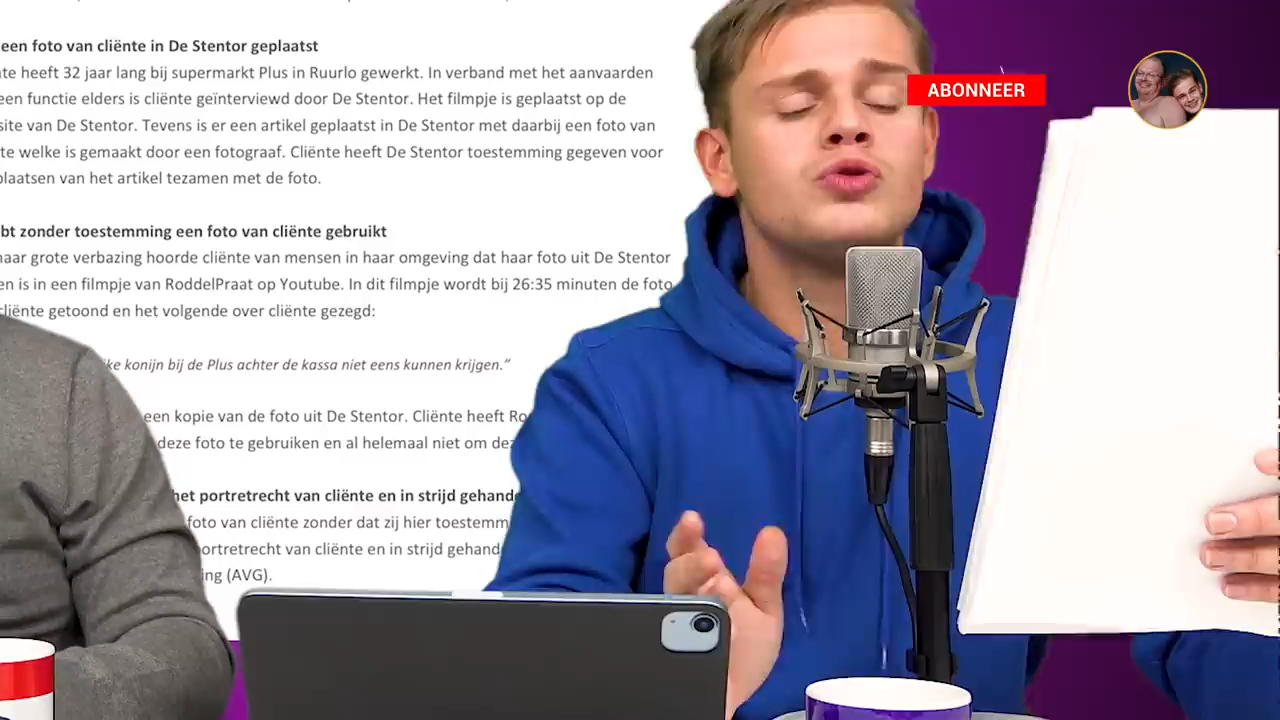 een foto van cliënte in De Stentor geplaatst
te heeft 32 jaar lang bij supermarkt Plus in Ruurlo gewerkt. In verband met het aanvaarden
een functie elders is cliënte geïnterviewd door De Stentor. Het filmpje is geplaatst op de
site van De Stentor. Tevens is er een artikel geplaatst in De Stentor met daarbij een foto van
te welke is gemaakt door een fotograaf. Cliënte heeft De Stentor toestemming gegeven voor
plaatsen van het artikel tezamen met de foto.
bt zonder toestemming een foto van cliënte gebruikt
haar grote verbazing hoorde cliënte van mensen in haar omgeving dat haar foto uit De Stentor
en is in een filmpje van RoddelPraat op Youtube. In dit filmpje wordt bij 26:35 minuten de foto
cliënte getoond en het volgende over cliënte gezegd:
ke konijn bij de Plus achter de kassa niet eens kunnen krijgen.”
een kopie van de foto uit De Stentor. Cliënte heeft Ro
deze foto te gebruiken en al helemaal niet om dez
het portretrecht van cliënte en in strijd gehande
foto van cliënte zonder dat zij hier toestemm
portretrecht van cliënte en in strijd gehand
ing (AVG).
ABONNEER